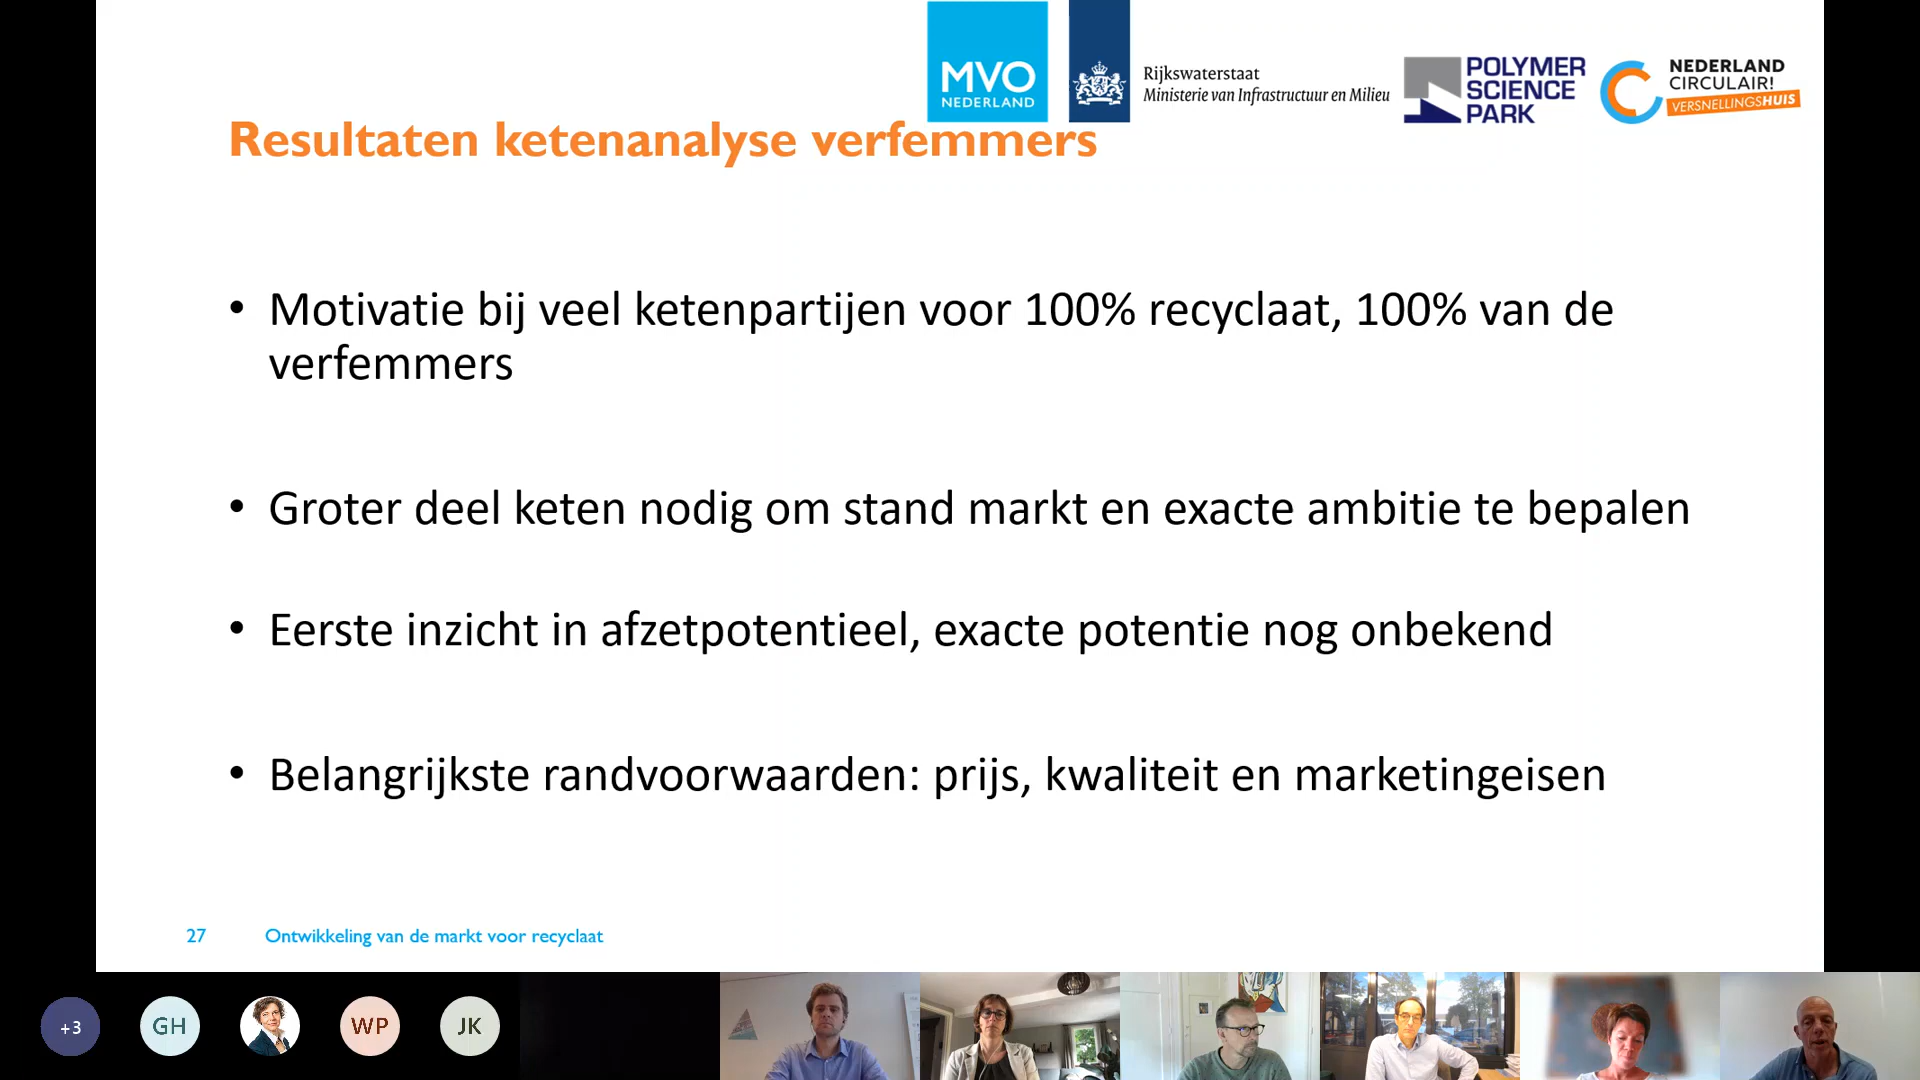 MVO
NEDERLAND
Rijkswaterstaat
Ministerie van Infrastructuur en Milieu
POLYMER
SCIENCE
PARK
NEDERLAND
CIRCULAIR!
VERSNELLINGSHUIS
Resultaten ketenanalyse verfemmers
• Motivatie bij veel ketenpartijen voor 100% recyclaat, 100% van de
verfemmers
• Groter deel keten nodig om stand markt en exacte ambitie te bepalen
• Eerste inzicht in afzetpotentieel, exacte potentie nog onbekend
• Belangrijkste randvoorwaarden: prijs, kwaliteit en marketingeisen
27 Ontwikkeling van de markt voor recyclaat
+3 GH WP JK